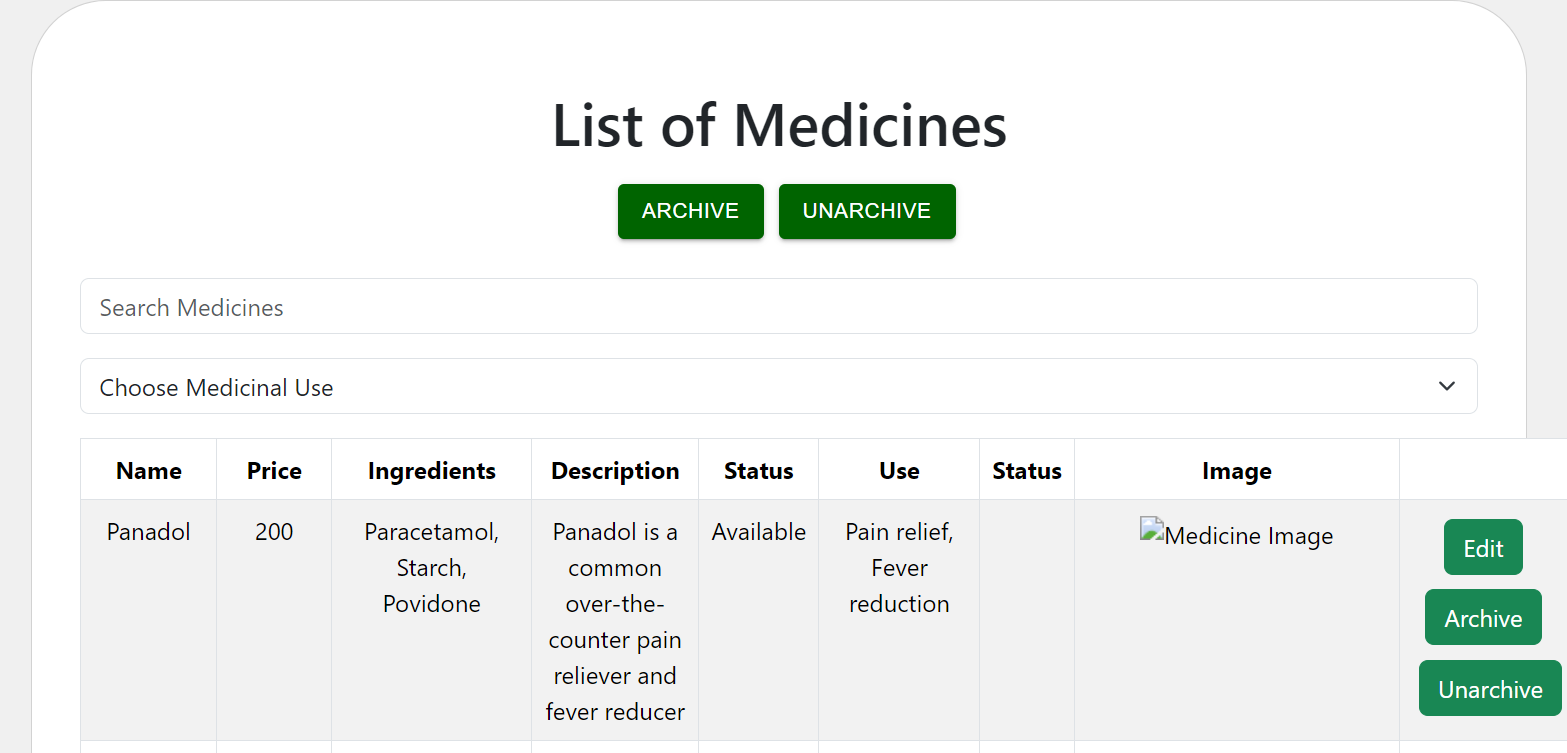 List of Medicines
ARCHIVE UNARCHIVE
Search Medicines
Choose Medicinal Use
Name Price Ingredients Description Status Use Status Image
Panadol 200 Paracetamol, Panadol is a Available Pain relief, Medicine Image Edit
Starch, common Fever
Povidone over-the- reduction
Archive
counter pain
reliever and
Unarchive
fever reducer